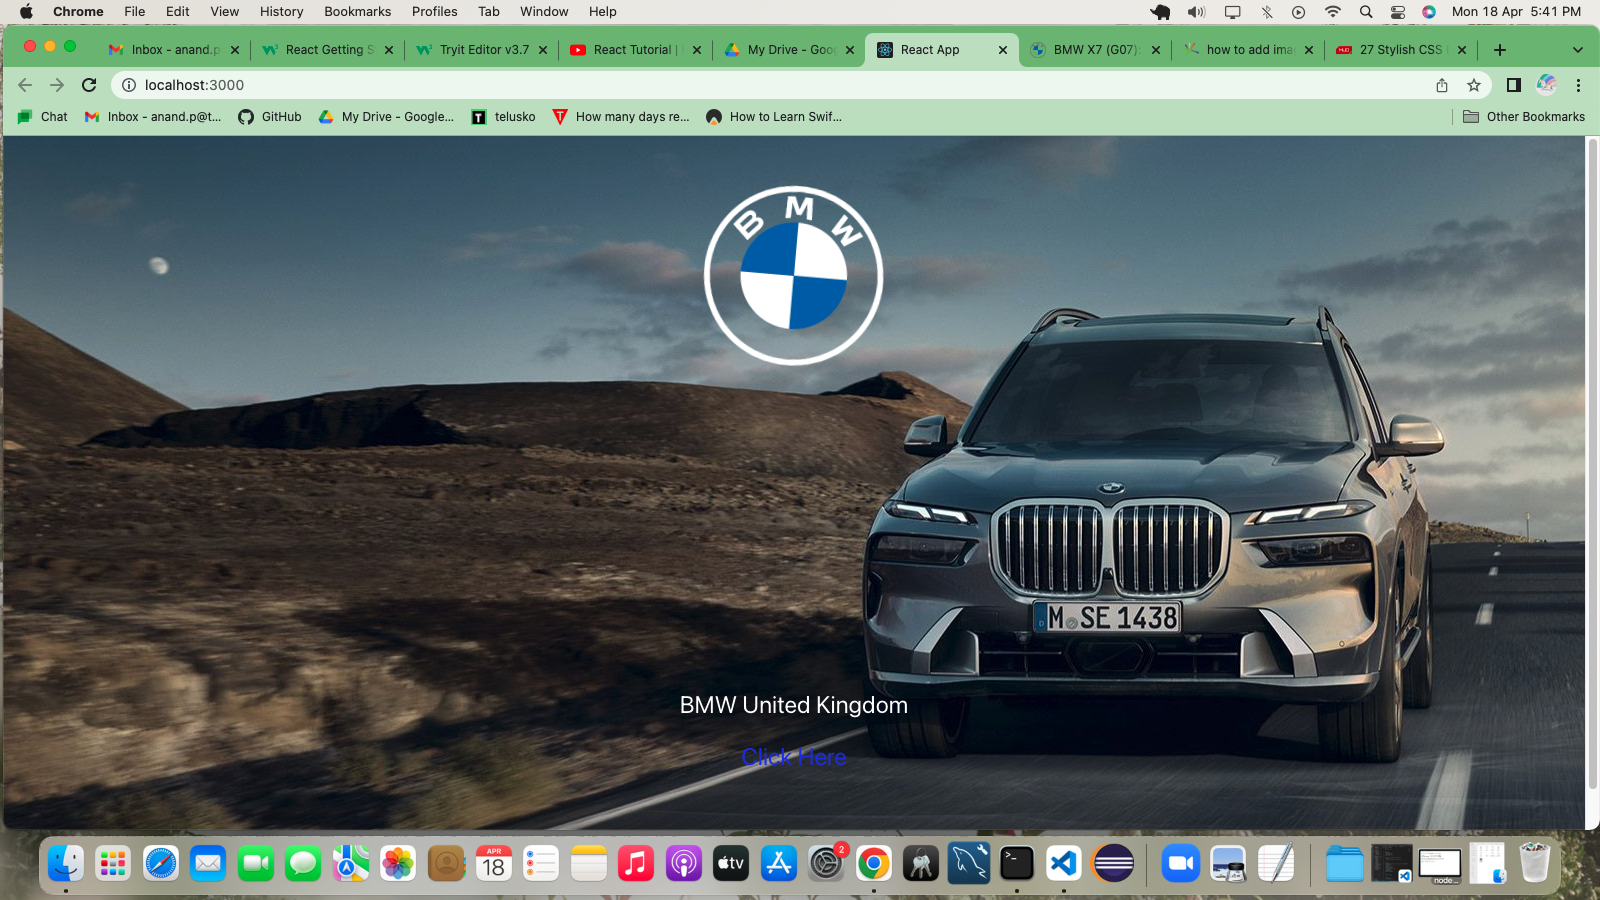 Chrome File Edit View History Bookmarks Profiles Tab Window Help Mon 18 Apr 5:41 PM
Inbox - anand.p React Getting S Tryit Editor v3.7 React Tutorial | My Drive - Goog React App BMW X7 (G07): how to add ima 27 Stylish CSS
localhost:3000
Chat Inbox - anand.p@t... GitHub My Drive - Google... telusko How many days re... How to Learn Swif... Other Bookmarks
B M W
M SE 1438
BMW United Kingdom
Click Here
APR
18
tv
2
node